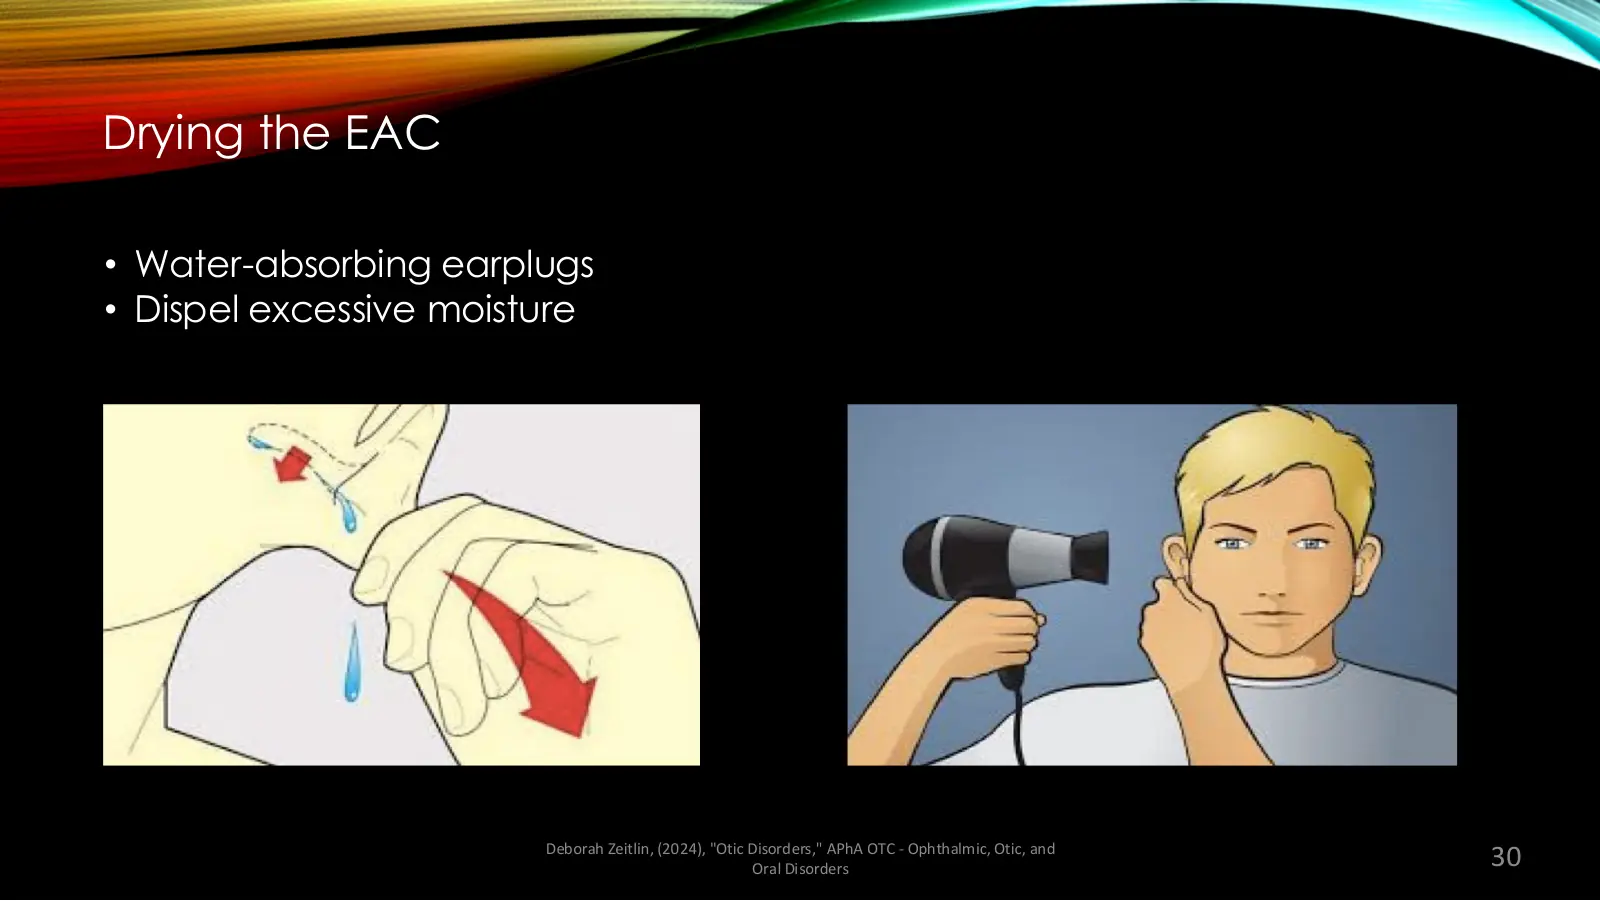 Drying the EAC
• Water-absorbing earplugs
• Dispel excessive moisture
Deborah Zeitlin, (2024), "Otic Disorders," APhA OTC - Ophthalmic, Otic, and
Oral Disorders
30